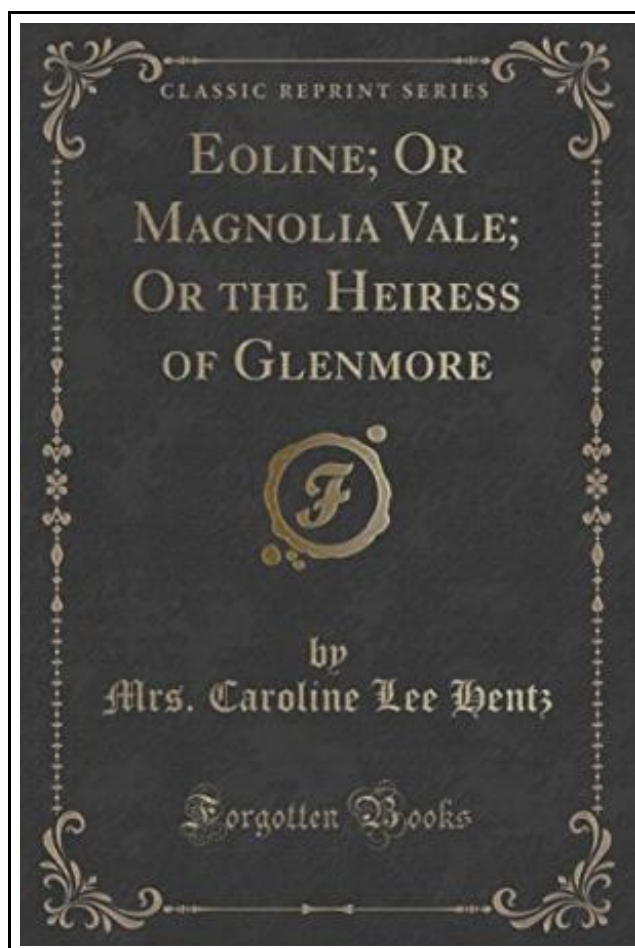 CLASSIC REPRINT SERIES
EOLINE; OR
MAGNOLIA VALE;
OR THE HEIRESS
OF GLENMORE
F
by
Mrs. Caroline Lee Hentz
Forgotten Books